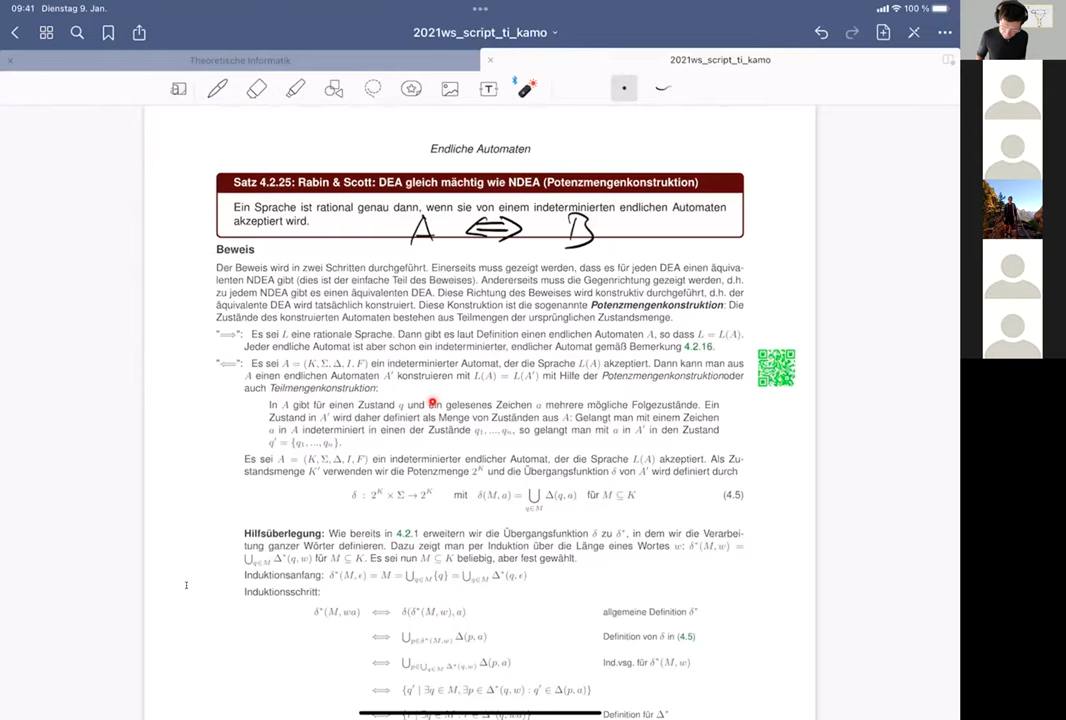 09:41 Dienstag 9. Jan.
100 %
2021ws_script_ti_kamo
Theoretische Informatik
2021ws_script_ti_kamo
Endliche Automaten
Satz 4.2.25: Rabin & Scott: DEA gleich mächtig wie NDEA (Potenzmengenkonstruktion)
Ein Sprache ist rational genau dann, wenn sie von einem indeterminierten endlichen Automaten
akzeptiert wird.
A ⟺ B
Beweis
Der Beweis wird in zwei Schritten durchgeführt. Einerseits muss gezeigt werden, dass es für jeden DEA einen äquiva-
lenten NDEA gibt (dies ist der einfache Teil des Beweises). Andererseits muss die Gegenrichtung gezeigt werden, d.h.
zu jedem NDEA gibt es einen äquivalenten DEA. Diese Richtung des Beweises wird konstruktiv durchgeführt, d.h. der
äquivalente DEA wird tatsächlich konstruiert. Diese Konstruktion ist die sogenannte Potenzmengenkonstruktion: Die
Zustände des konstruierten Automaten bestehen aus Teilmengen der ursprünglichen Zustandsmenge.
"⟹": Es sei L eine rationale Sprache. Dann gibt es laut Definition einen endlichen Automaten A, so dass L = L(A).
Jeder endliche Automat ist aber schon ein indeterminierter, endlicher Automat gemäß Bemerkung 4.2.16.
"⟸": Es sei A = (K, Σ, Δ, I, F) ein indeterminierter Automat, der die Sprache L(A) akzeptiert. Dann kann man aus
A einen endlichen Automaten A' konstruieren mit L(A) = L(A') mit Hilfe der Potenzmengenkonstruktionoder
auch Teilmengenkonstruktion:
In A gibt für einen Zustand q und ein gelesenes Zeichen a mehrere mögliche Folgezustände. Ein
Zustand in A' wird daher definiert als Menge von Zuständen aus A: Gelangt man mit einem Zeichen
a in A indeterminiert in einen der Zustände q₁, ..., qₙ, so gelangt man mit a in A' in den Zustand
q' = {q₁, ..., qₙ}.
Es sei A = (K, Σ, Δ, I, F) ein indeterminierter endlicher Automat, der die Sprache L(A) akzeptiert. Als Zu-
standsmenge K' verwenden wir die Potenzmenge 2^K und die Übergangsfunktion δ von A' wird definiert durch
δ : 2^K × Σ → 2^K mit δ(M, a) = ⋃_{q∈M} Δ(q, a) für M ⊆ K (4.5)
Hilfsüberlegung: Wie bereits in 4.2.1 erweitern wir die Übergangsfunktion δ zu δ*, in dem wir die Verarbei-
tung ganzer Wörter definieren. Dazu zeigt man per Induktion über die Länge eines Wortes w: δ*(M, w) =
⋃_{q∈M} Δ*(q, w) für M ⊆ K. Es sei nun M ⊆ K beliebig, aber fest gewählt.
Induktionsanfang: δ*(M, ε) = M = ⋃_{q∈M} {q} = ⋃_{q∈M} Δ*(q, ε)
Induktionsschritt:
δ*(M, wa) ⟺ δ(δ*(M, w), a) allgemeine Definition δ*
⟺ ⋃_{p∈δ*(M,w)} Δ(p, a) Definition von δ in (4.5)
⟺ ⋃_{p∈⋃_{q∈M} Δ*(q,w)} Δ(p, a) Ind.vsg. für δ*(M, w)
⟺ {q' | ∃q ∈ M, ∃p ∈ Δ*(q, w) : q' ∈ Δ(p, a)}
Definition für Δ*